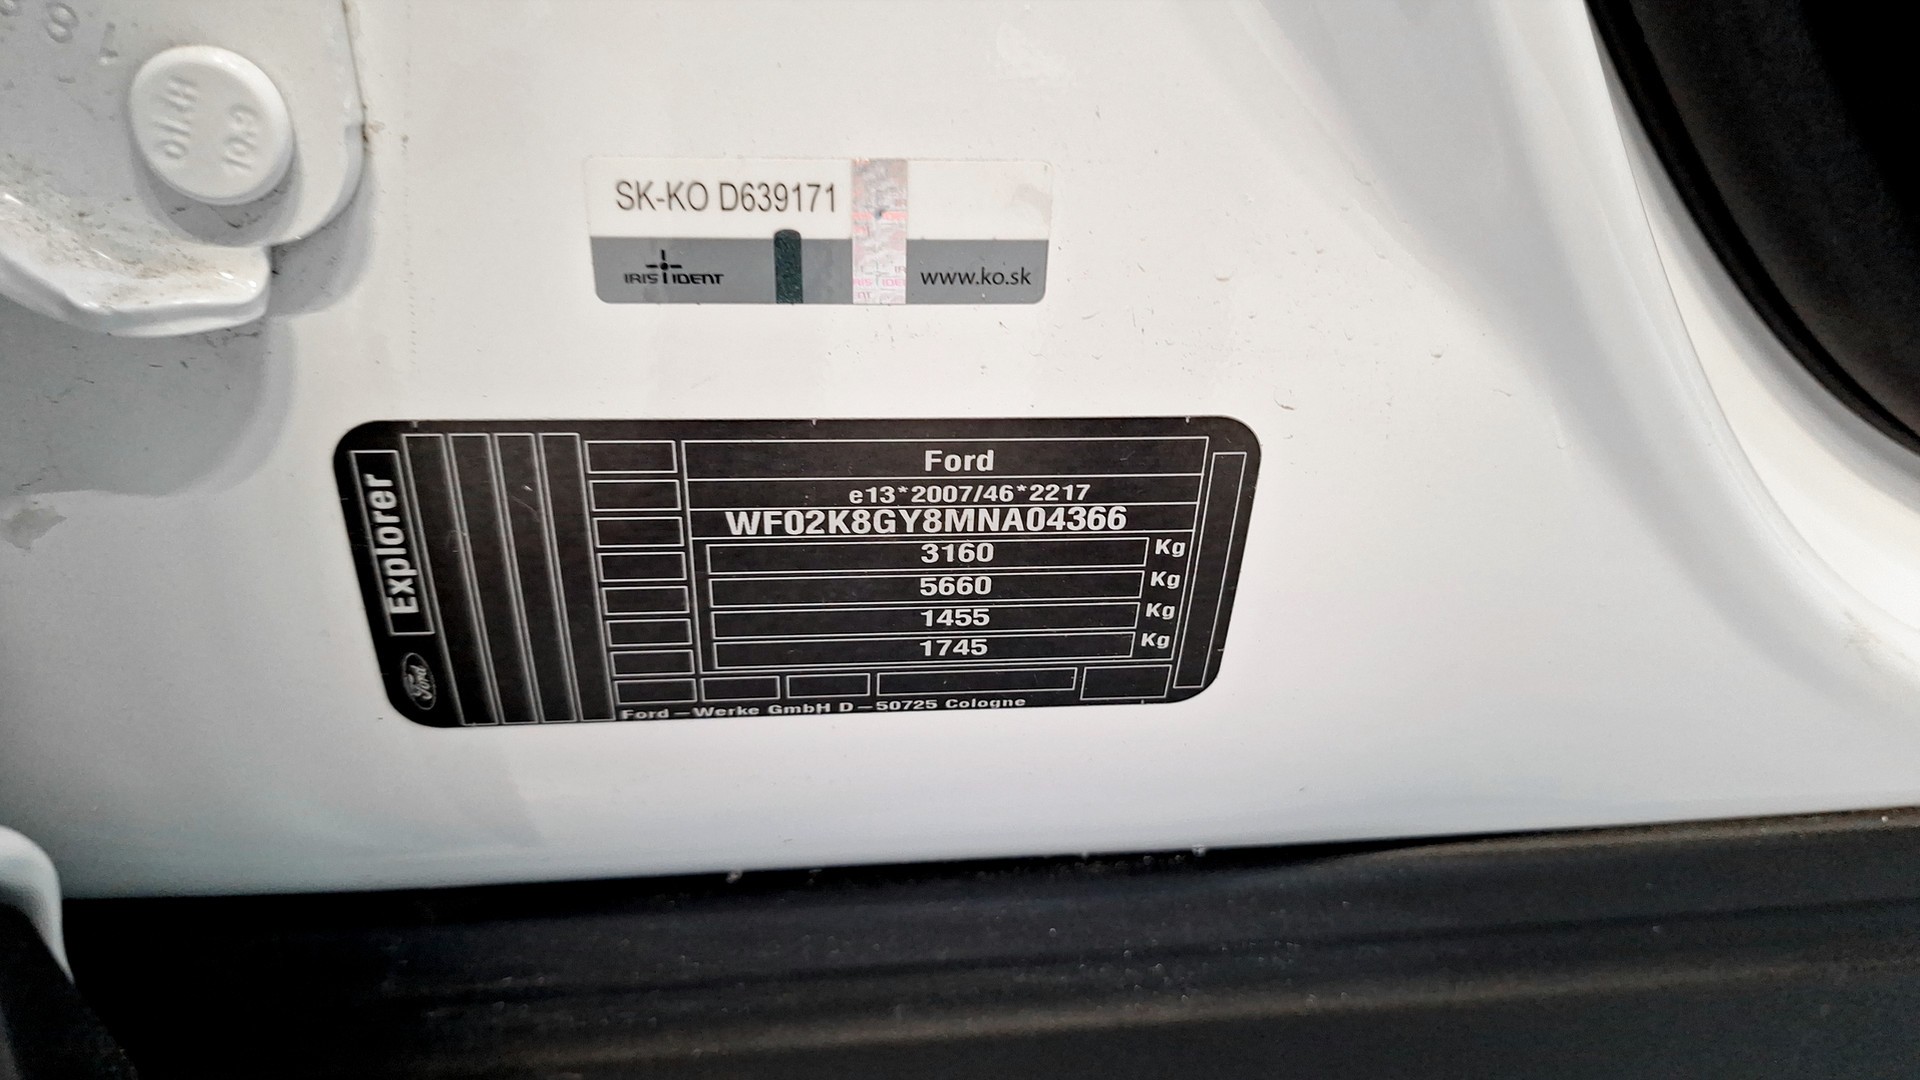 SK-KO D639171
IRIS IDENT
www.ko.sk
Explorer
Ford
Ford
e13*2007/46*2217
WF02K8GY8MNA04366
3160 Kg
5660 Kg
1455 Kg
1745 Kg
Ford-Werke GmbH D-50725 Cologne